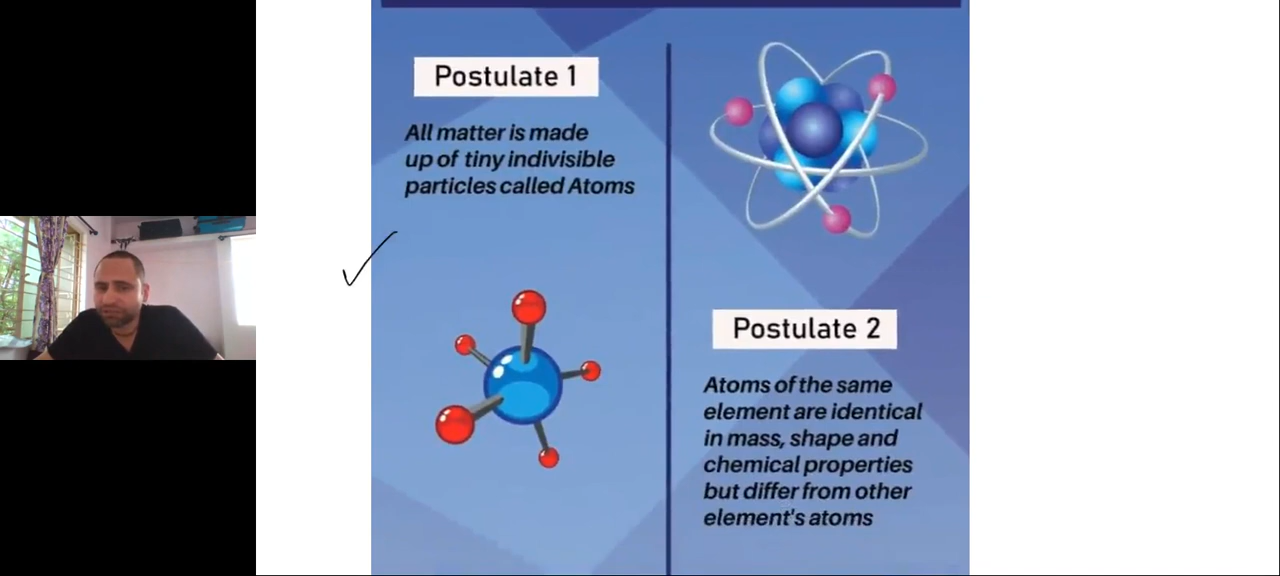 Postulate 1
All matter is made
up of tiny indivisible
particles called Atoms
Postulate 2
Atoms of the same
element are identical
in mass, shape and
chemical properties
but differ from other
element's atoms